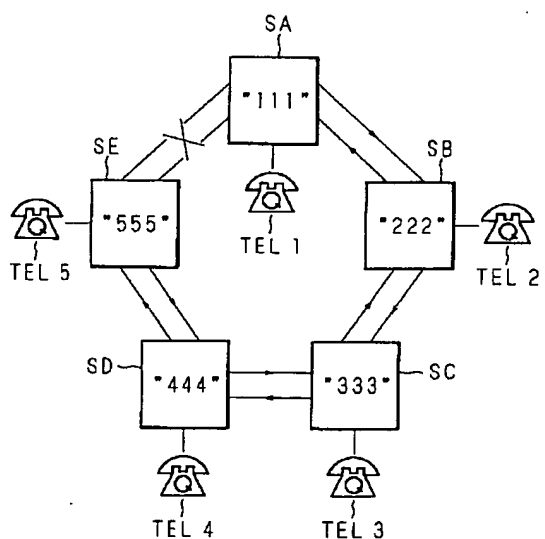 SA
"111"
SE
SB
"555"
"222"
TEL 1
TEL 5
TEL 2
SD
"444"
"333"
SC
TEL 4
TEL 3